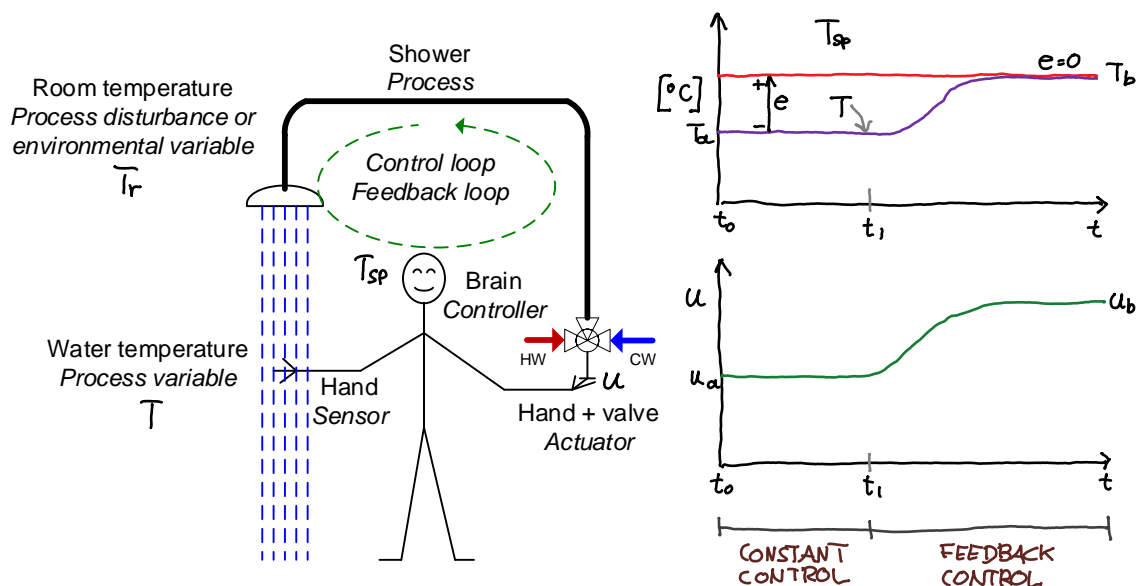 Shower
Process
Room temperature
Process disturbance or
environmental variable
Tr
Control loop
Feedback loop
Tsp
Brain
Controller
HW
CW
Water temperature
Process variable
T
Hand
Sensor
u
Hand + valve
Actuator
Tsp
e=0
Tb
[°C]
+
e
-
T
Ta
t0
t1
t
u
ub
ua
t0
t1
t
CONSTANT
CONTROL
FEEDBACK
CONTROL